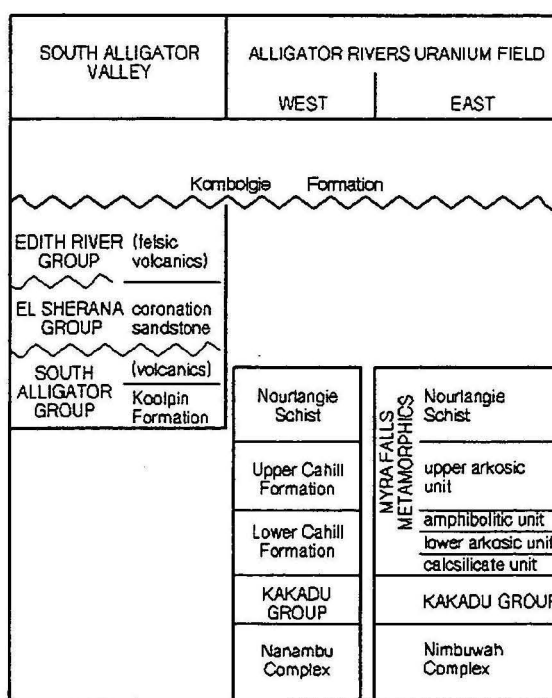 SOUTH ALLIGATOR
VALLEY
ALLIGATOR RIVERS URANIUM FIELD
WEST
EAST
Kombolgie Formation
EDITH RIVER
GROUP
(felsic
volcanics)
EL SHERANA
GROUP
coronation
sandstone
SOUTH
ALLIGATOR
GROUP
(volcanics)
Koolpin
Formation
Nourlangie
Schist
Upper Cahill
Formation
Lower Cahill
Formation
KAKADU
GROUP
Nanambu
Complex
MYRA FALLS
METAMORPHICS
Nourlangie
Schist
upper arkosic
unit
amphibolitic unit
lower arkosic unit
calcsilicate unit
KAKADU GROUP
Nimbuwah
Complex